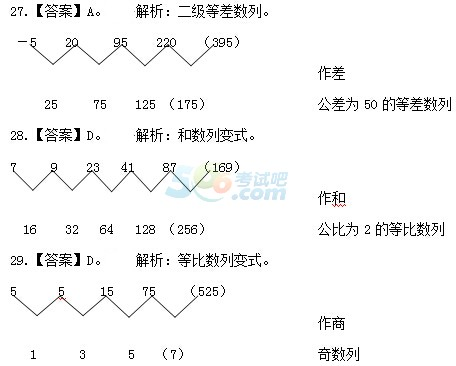 27.【答案】A。 解析：二级等差数列。
－5 20 95 220 （395）
作差
25 75 125 （175） 公差为 50 的等差数列
28.【答案】D。 解析：和数列变式。
7 9 23 41 87 （169）
作和
16 32 64 128 （256） 公比为 2 的等比数列
29.【答案】D。 解析：等比数列变式。
5 5 15 75 （525）
作商
1 3 5 （7） 奇数列
考试吧
.com